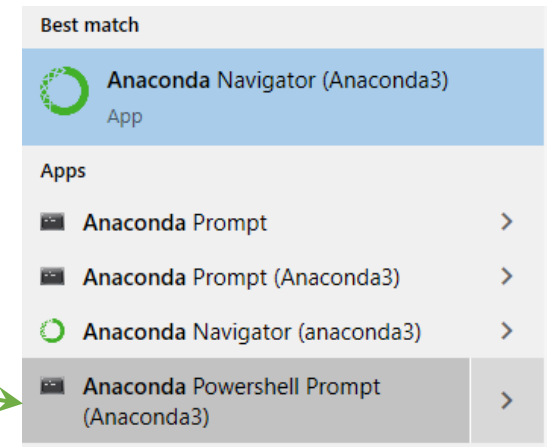 Best match
Anaconda Navigator (Anaconda3)
App
Apps
Anaconda Prompt
Anaconda Prompt (Anaconda3)
Anaconda Navigator (anaconda3)
Anaconda Powershell Prompt
(Anaconda3)